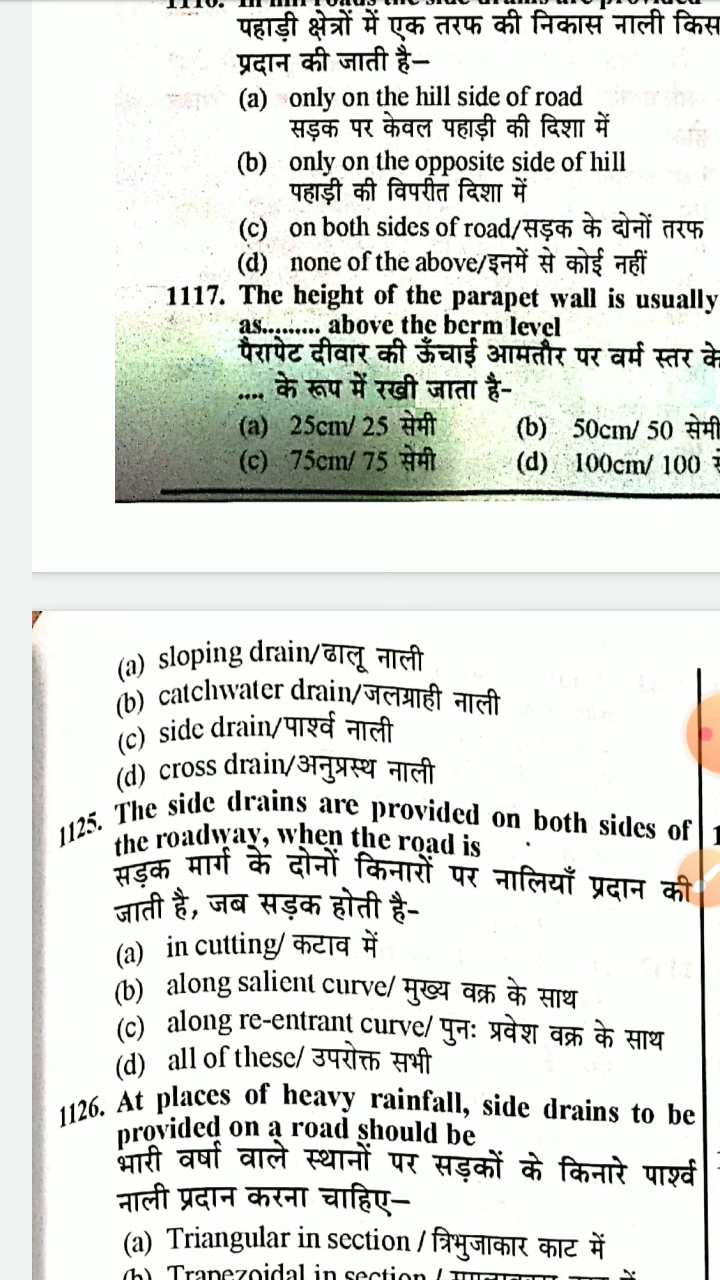 पहाड़ी क्षेत्रों में एक तरफ की निकास नाली किस
प्रदान की जाती है–
(a) only on the hill side of road
सड़क पर केवल पहाड़ी की दिशा में
(b) only on the opposite side of hill
पहाड़ी की विपरीत दिशा में
(c) on both sides of road/सड़क के दोनों तरफ
(d) none of the above/इनमें से कोई नहीं
1117. The height of the parapet wall is usually
as......... above the berm level
पैरापेट दीवार की ऊँचाई आमतौर पर वर्म स्तर के
.... के रूप में रखी जाता है-
(a) 25cm/ 25 सेमी (b) 50cm/ 50 सेमी
(c) 75cm/ 75 सेमी (d) 100cm/ 100
(a) sloping drain/ढालू नाली
(b) catchwater drain/जलग्राही नाली
(c) side drain/पार्श्व नाली
(d) cross drain/अनुप्रस्थ नाली
1125. The side drains are provided on both sides of
the roadway, when the road is
सड़क मार्ग के दोनों किनारों पर नालियाँ प्रदान की
जाती है, जब सड़क होती है-
(a) in cutting/ कटाव में
(b) along salient curve/ मुख्य वक्र के साथ
(c) along re-entrant curve/ पुनः प्रवेश वक्र के साथ
(d) all of these/ उपरोक्त सभी
1126. At places of heavy rainfall, side drains to be
provided on a road should be
भारी वर्षा वाले स्थानों पर सड़कों के किनारे पार्श्व
नाली प्रदान करना चाहिए–
(a) Triangular in section / त्रिभुजाकार काट में
(b) Trapezoidal in section /